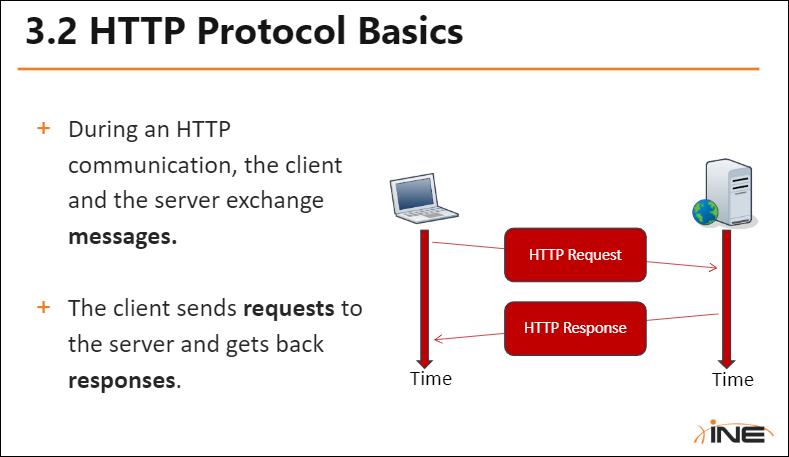 3.2 HTTP Protocol Basics
+ During an HTTP
communication, the client
and the server exchange
messages.
+ The client sends requests to
the server and gets back
responses.
HTTP Request
HTTP Response
Time
Time
iNE